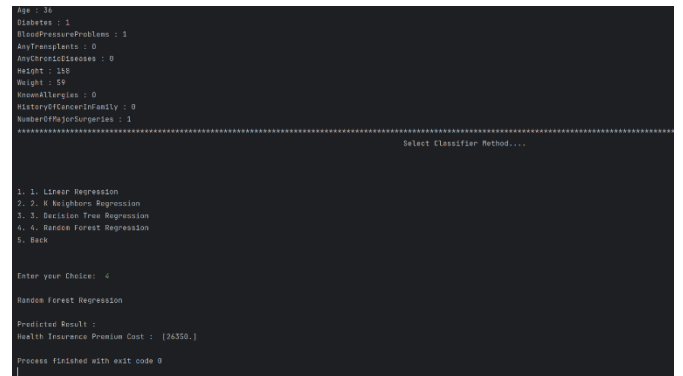 Age : 36
Diabetes : 1
BloodPressureProblems : 1
AnyTransplants : 0
AnyChronicDiseases : 0
Height : 158
Weight : 59
KnownAllergies : 0
HistoryOfCancerInFamily : 0
NumberOfMajorSurgeries : 1
************************************************************************************************************************************************************
Select Classifier Method....
1. 1. Linear Regression
2. 2. K Neighbors Regression
3. 3. Decision Tree Regression
4. 4. Random Forest Regression
5. Back
Enter your Choice: 4
Random Forest Regression
Predicted Result :
Health Insurance Premium Cost : [26350.]
Process finished with exit code 0